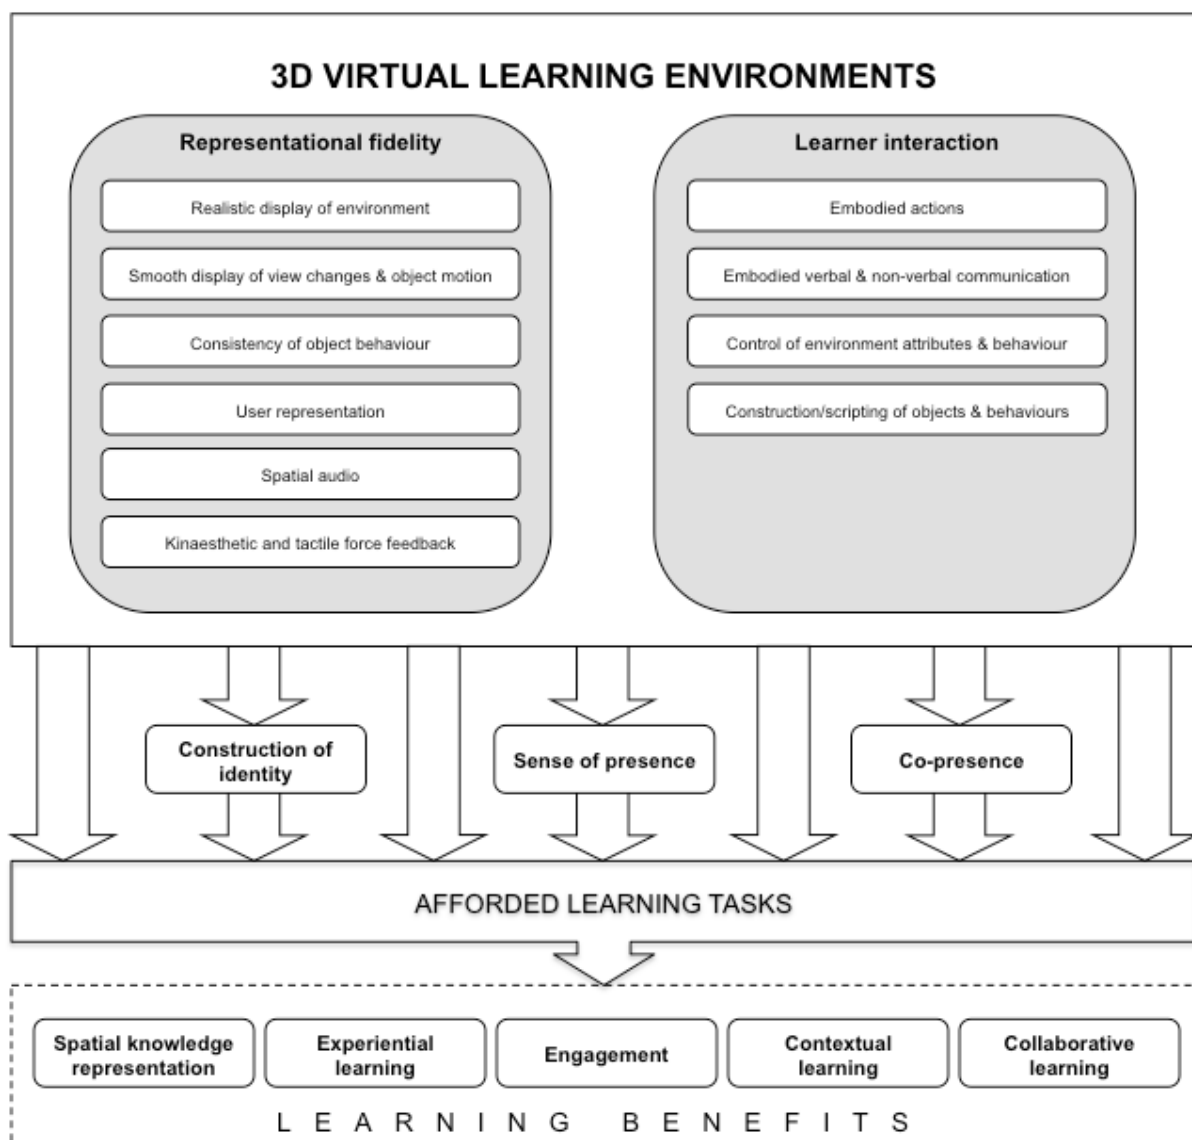 3D VIRTUAL LEARNING ENVIRONMENTS
Representational fidelity
Realistic display of environment
Smooth display of view changes & object motion
Consistency of object behaviour
User representation
Spatial audio
Kinaesthetic and tactile force feedback
Learner interaction
Embodied actions
Embodied verbal & non-verbal communication
Control of environment attributes & behaviour
Construction/scripting of objects & behaviours
Construction of
identity
Sense of presence
Co-presence
AFFORDED LEARNING TASKS
Spatial knowledge
representation
Experiential
learning
Engagement
Contextual
learning
Collaborative
learning
LEARNING BENEFITS